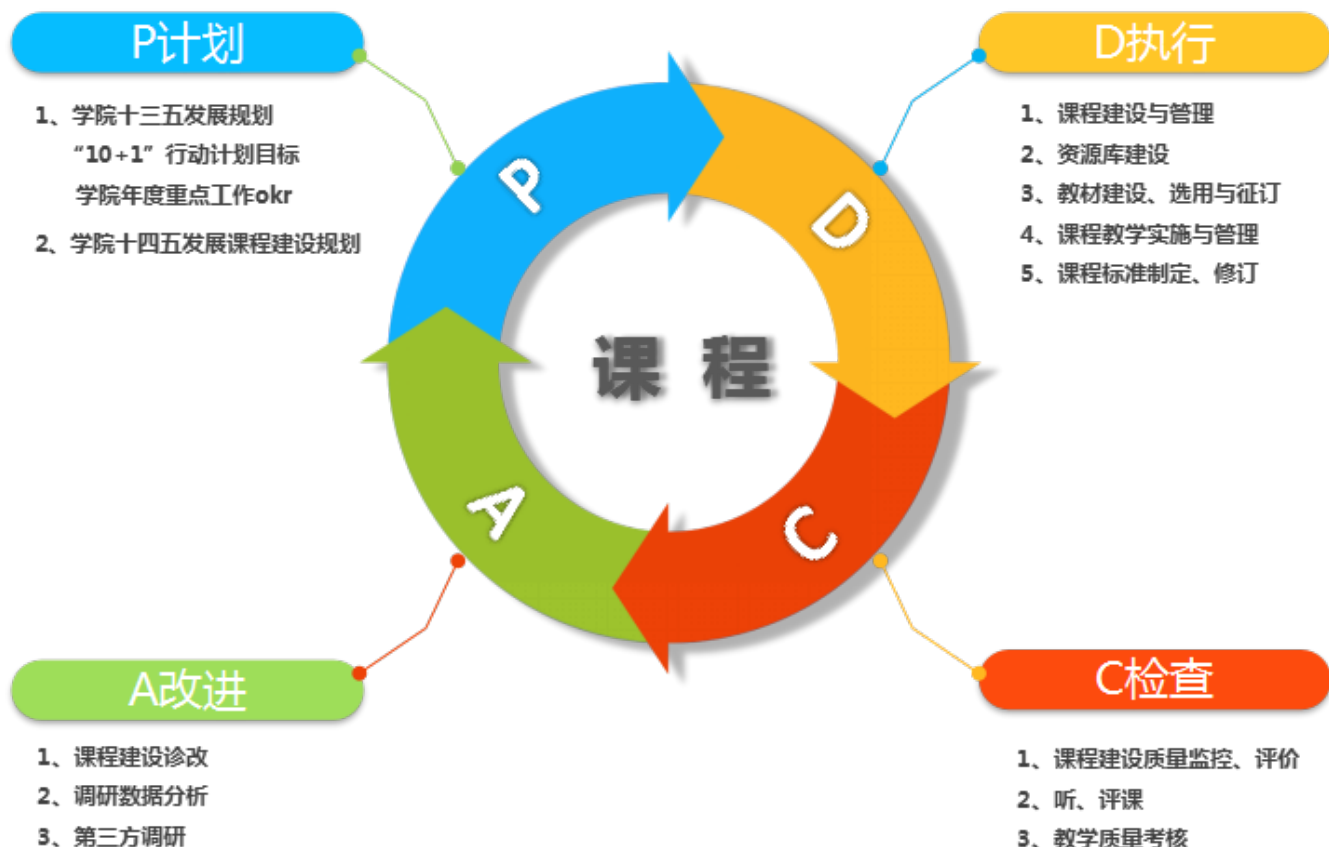 P计划
1、学院十三五发展规划
“10+1”行动计划目标
学院年度重点工作okr
2、学院十四五发展课程建设规划
D执行
1、课程建设与管理
2、资源库建设
3、教材建设、选用与征订
4、课程教学实施与管理
5、课程标准制定、修订
P
D
课 程
A
C
A改进
1、课程建设诊改
2、调研数据分析
3、第三方调研
C检查
1、课程建设质量监控、评价
2、听、评课
3、教学质量考核